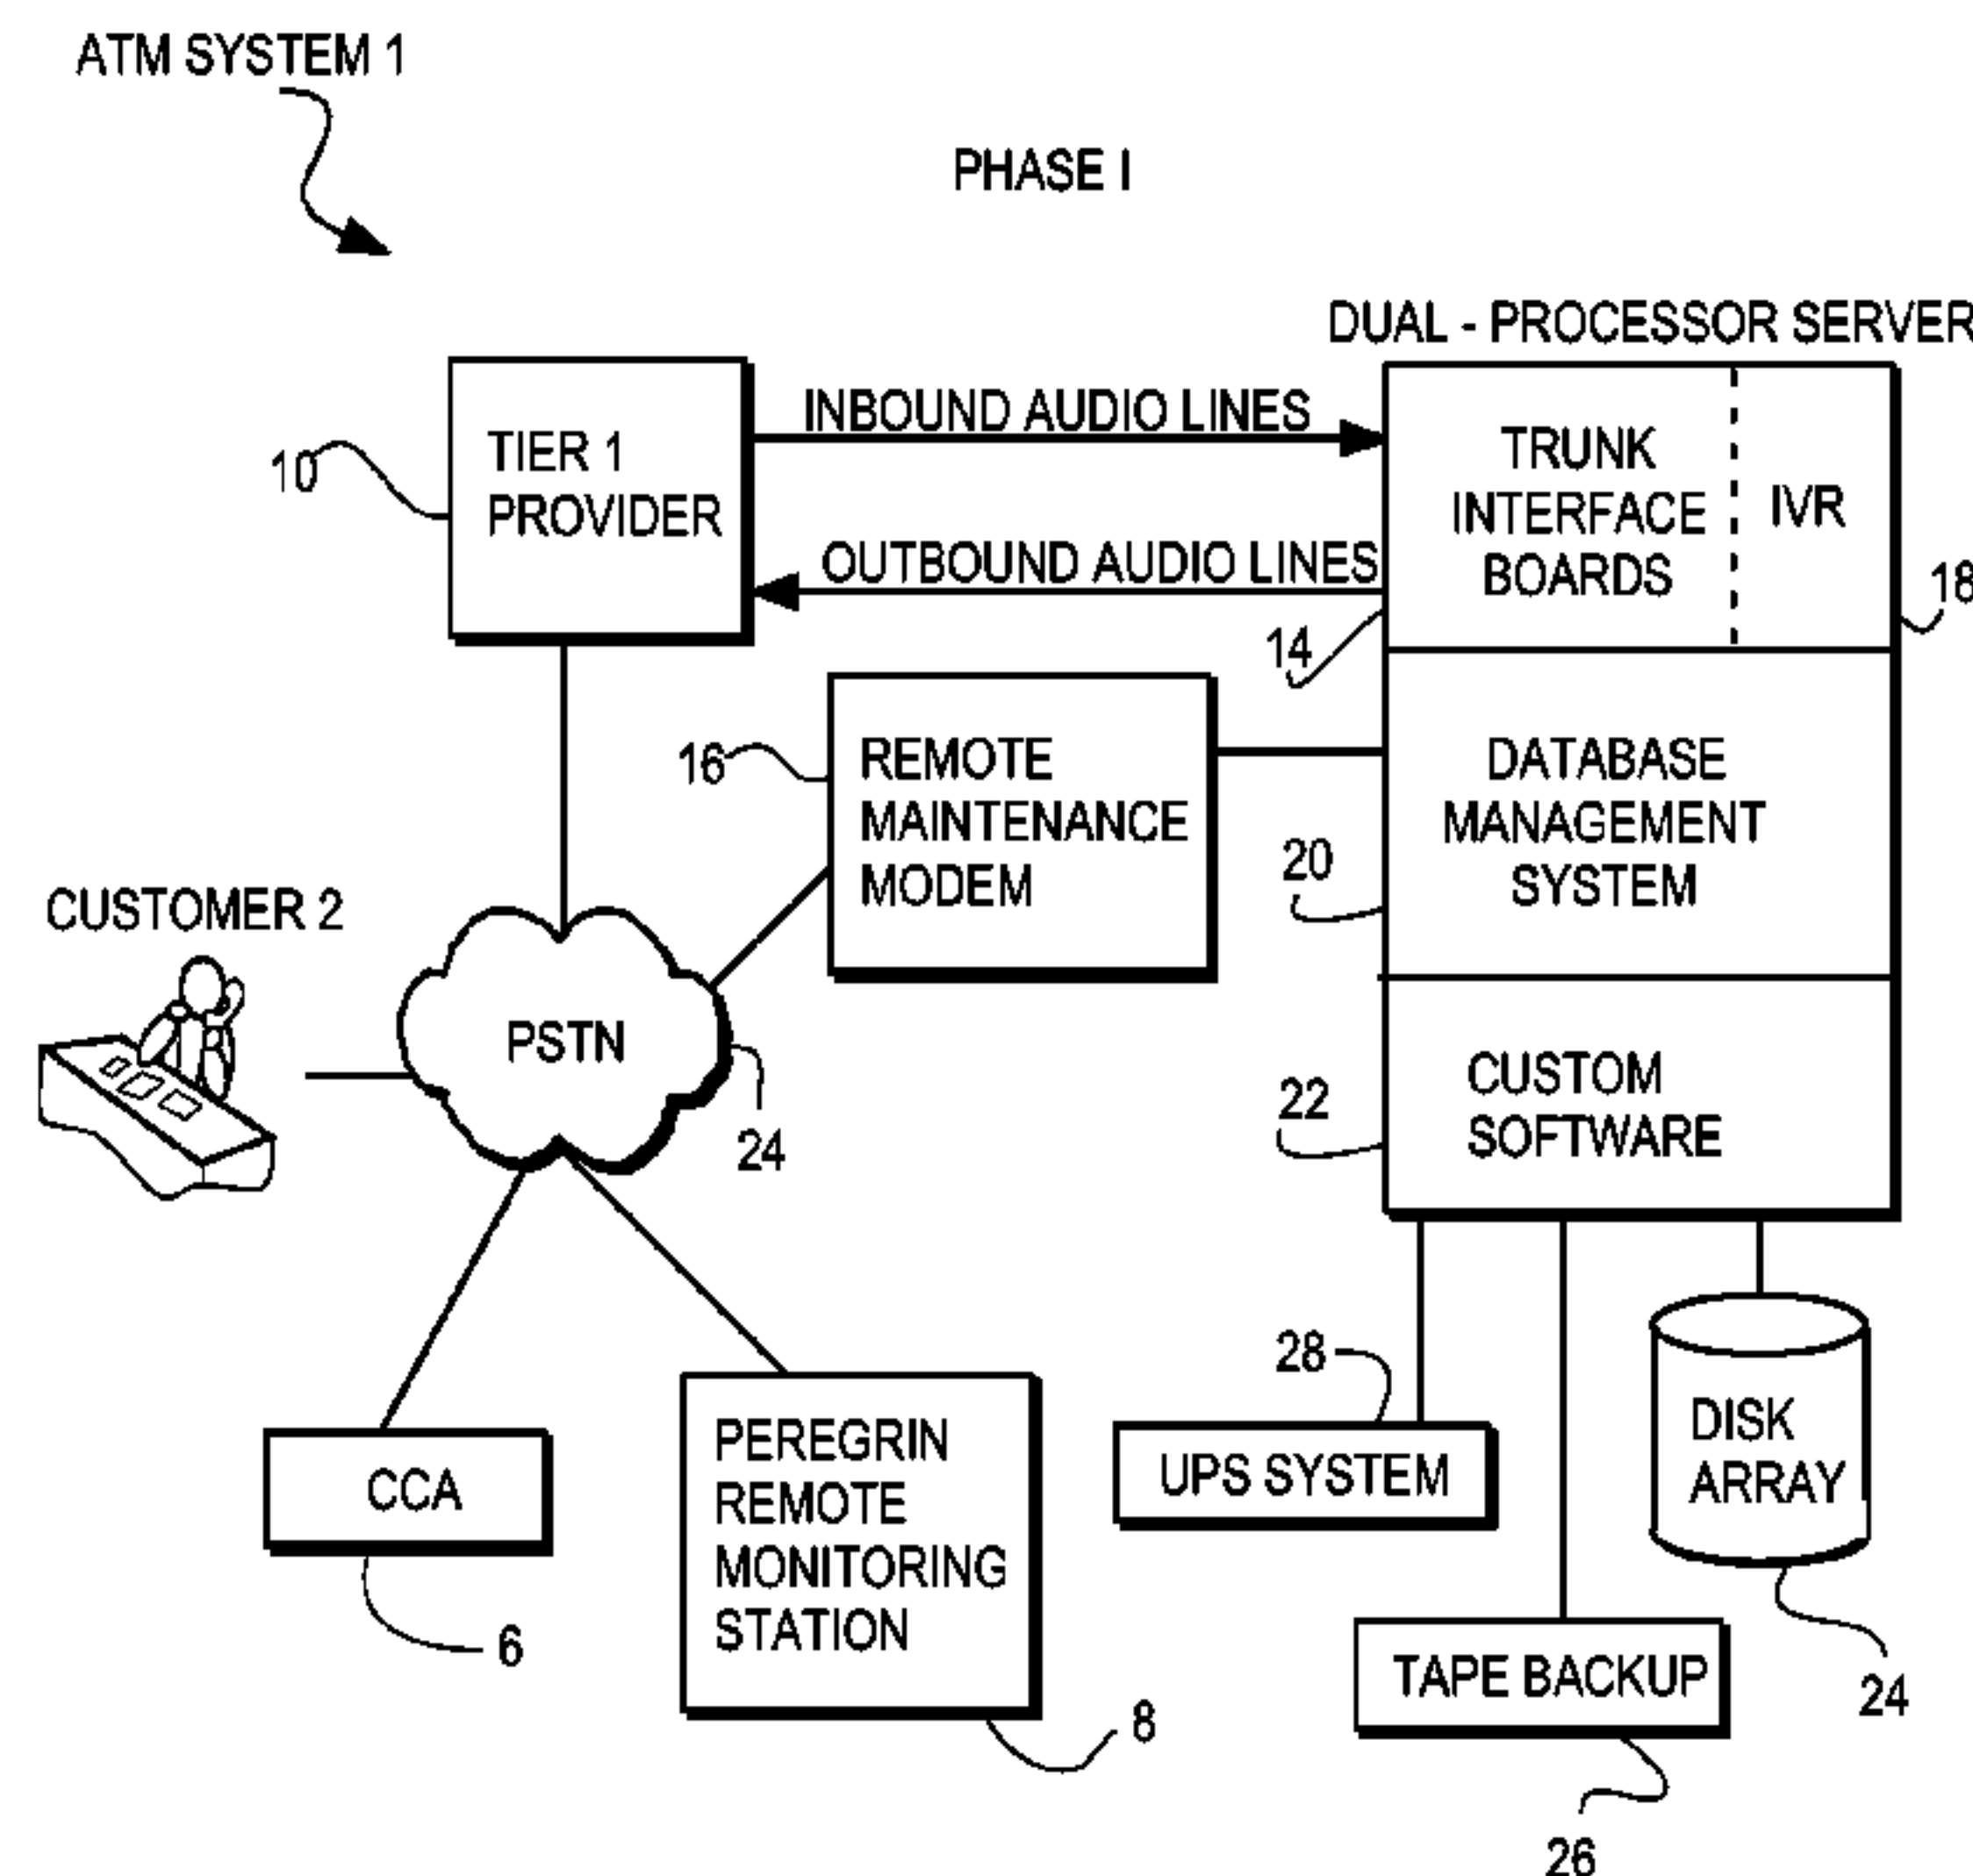 ATM SYSTEM 1
PHASE I
DUAL - PROCESSOR SERVER
INBOUND AUDIO LINES
TIER 1
PROVIDER
10
TRUNK
INTERFACE
BOARDS
IVR
OUTBOUND AUDIO LINES
18
14
16
REMOTE
MAINTENANCE
MODEM
DATABASE
MANAGEMENT
SYSTEM
20
CUSTOMER 2
PSTN
24
CUSTOM
SOFTWARE
22
28
UPS SYSTEM
DISK
ARRAY
CCA
PEREGRIN
REMOTE
MONITORING
STATION
6
8
TAPE BACKUP
24
26